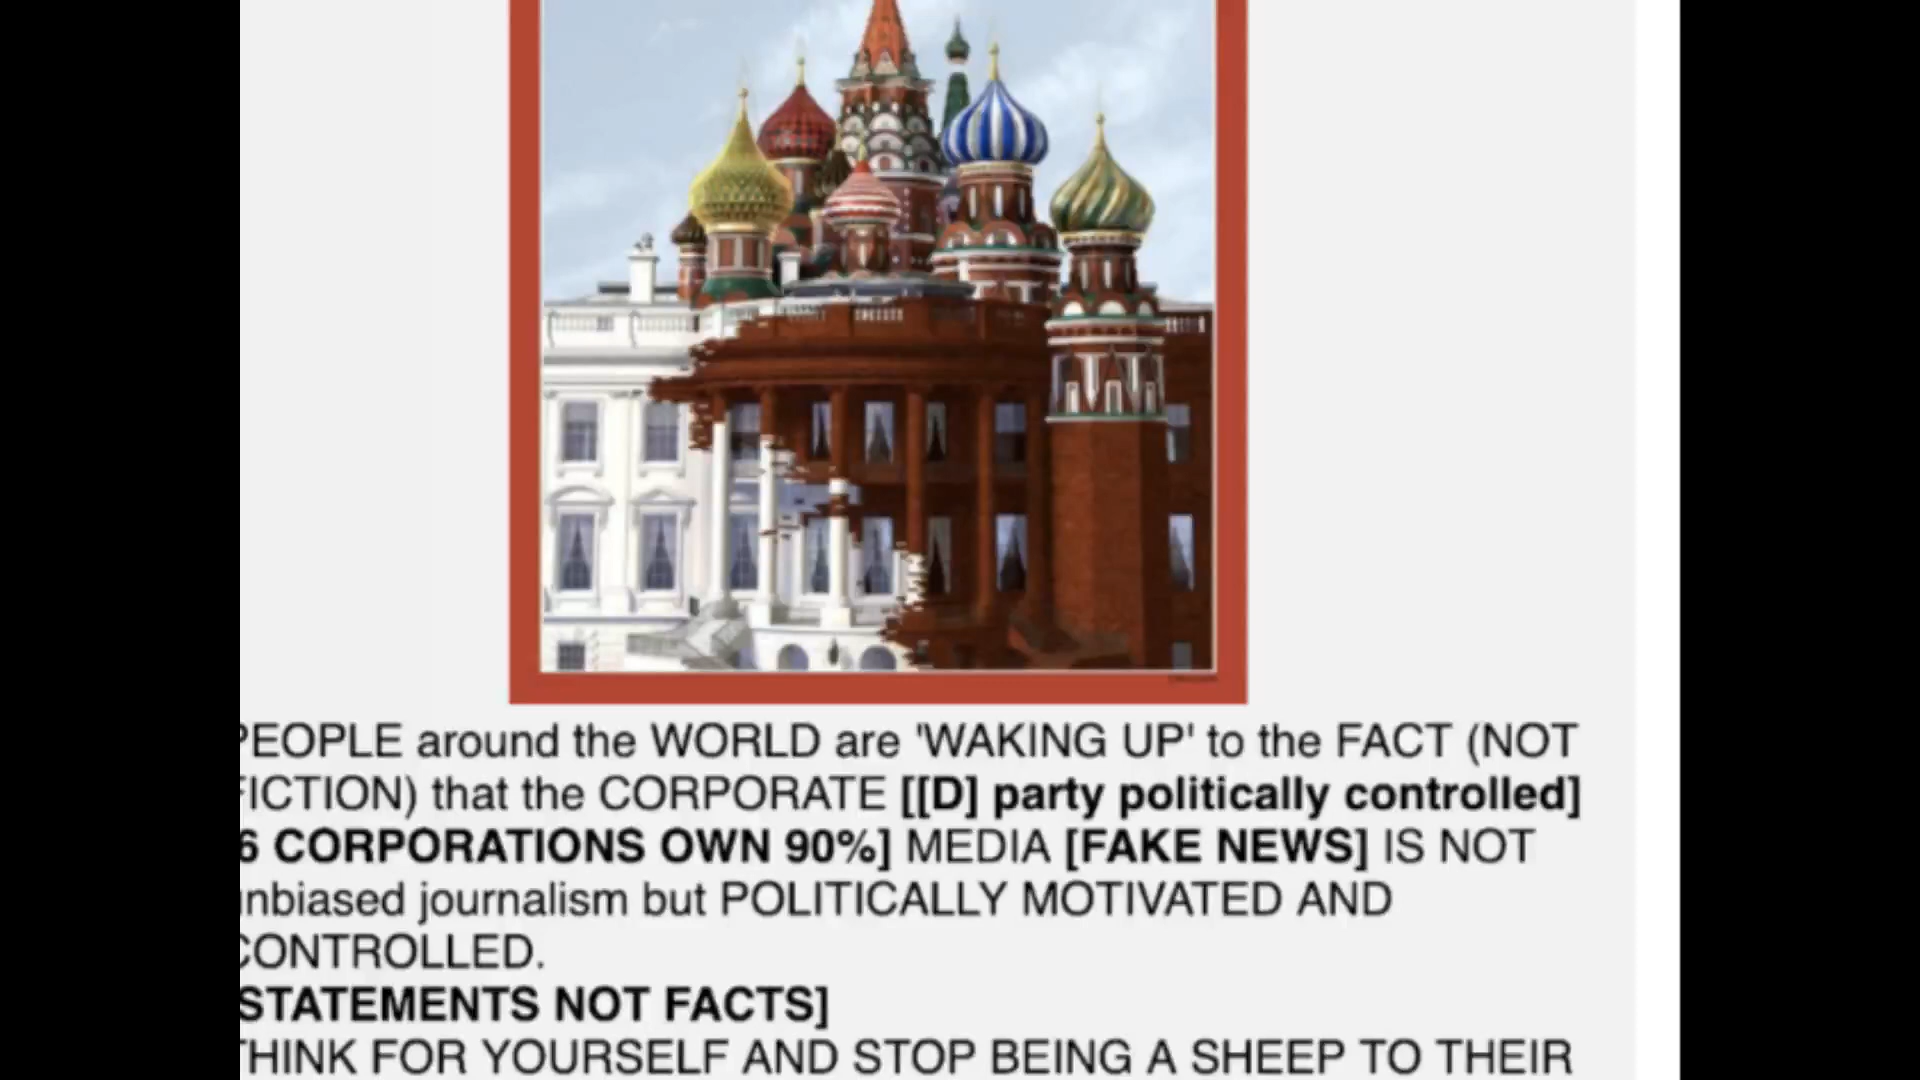 PEOPLE around the WORLD are 'WAKING UP' to the FACT (NOT
FICTION) that the CORPORATE [[D] party politically controlled]
6 CORPORATIONS OWN 90%] MEDIA [FAKE NEWS] IS NOT
unbiased journalism but POLITICALLY MOTIVATED AND
CONTROLLED.
STATEMENTS NOT FACTS]
THINK FOR YOURSELF AND STOP BEING A SHEEP TO THEIR